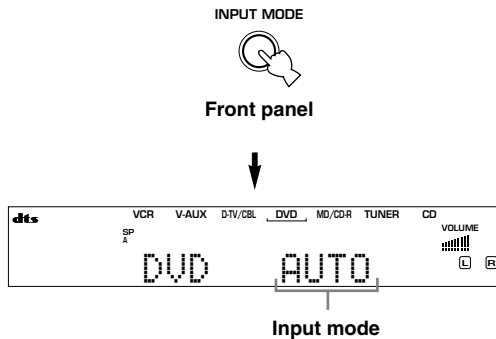 INPUT MODE
Front panel
dts VCR V-AUX D-TV/CBL DVD MD/CD-R TUNER CD
SP VOLUME
A
L R
DVD AUTO
Input mode